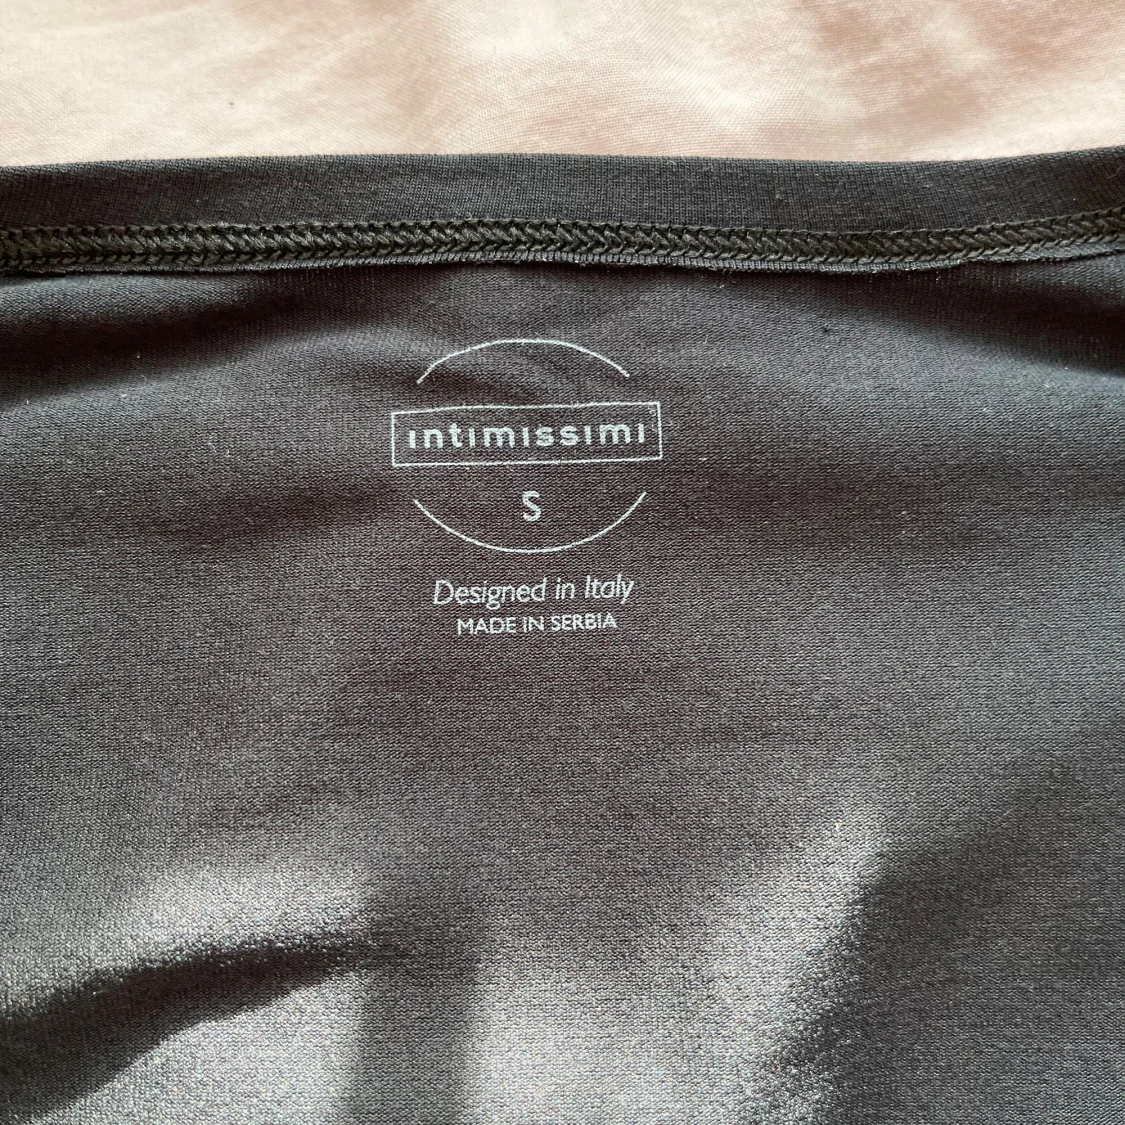 intimissimi
S
Designed in Italy
MADE IN SERBIA